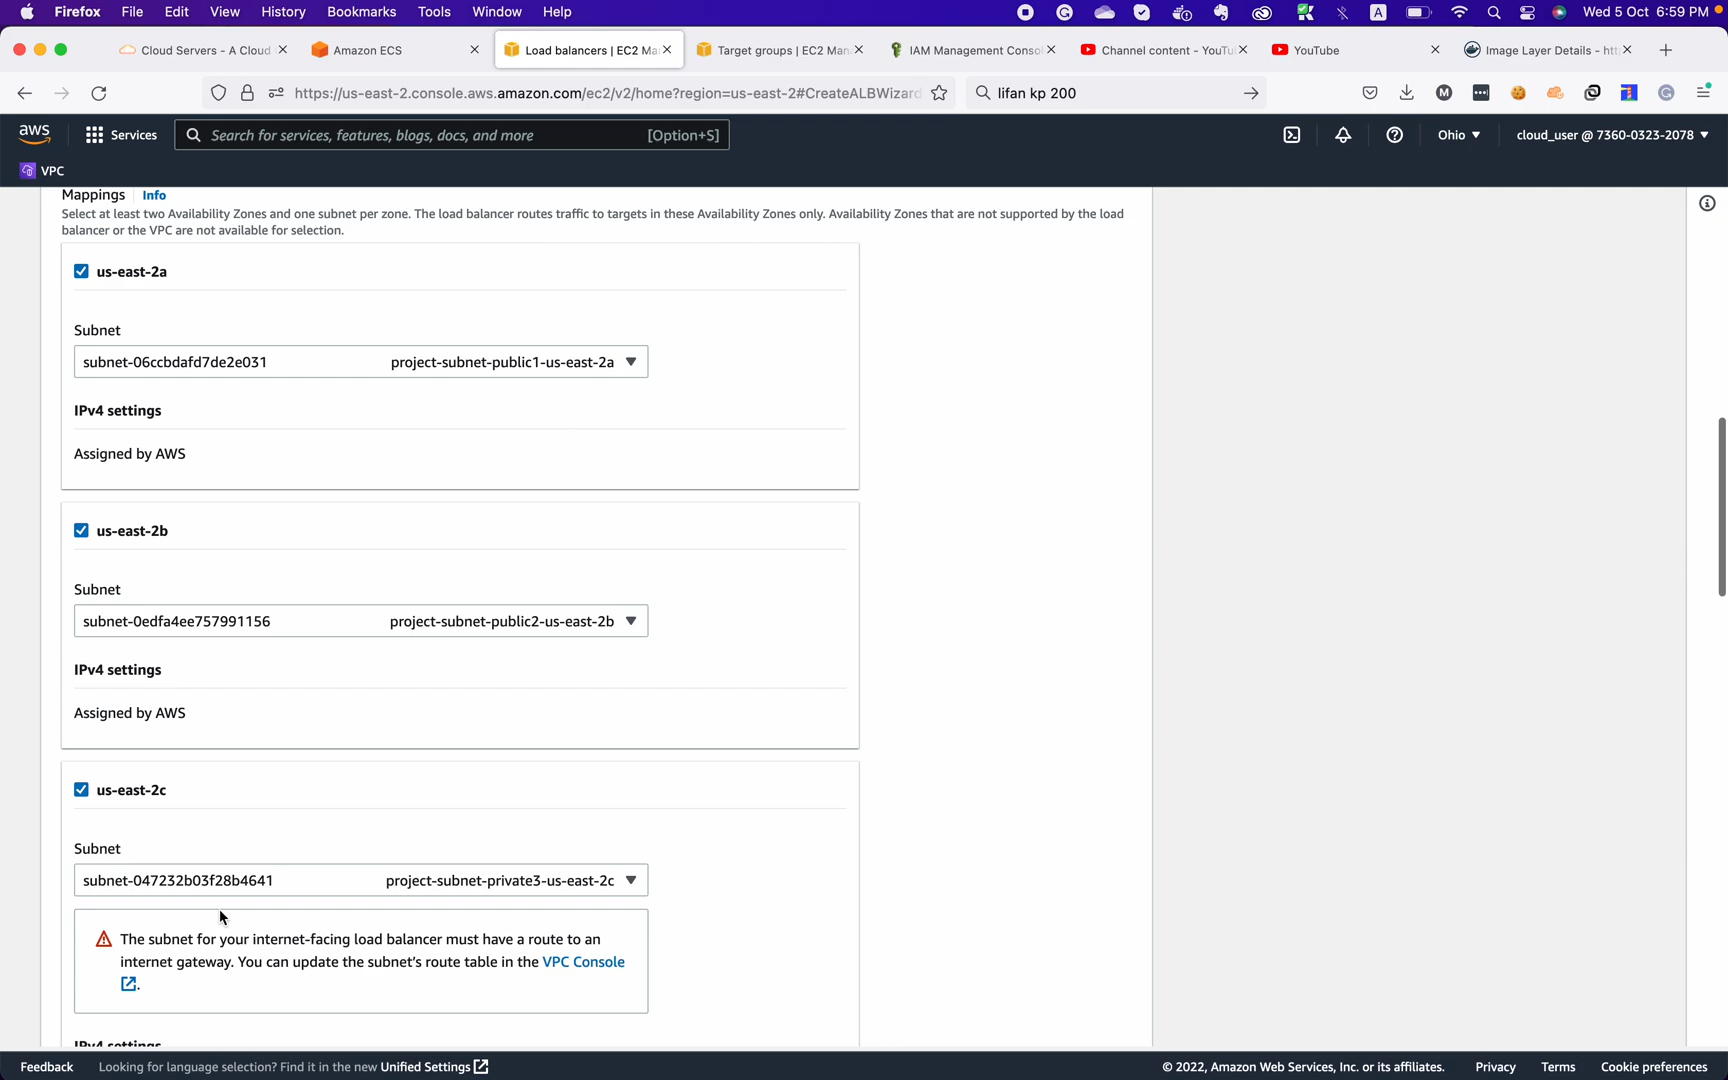 Firefox File Edit View History Bookmarks Tools Window Help Wed 5 Oct 6:59 PM
Cloud Servers - A Cloud Amazon ECS Load balancers | EC2 Ma Target groups | EC2 Man IAM Management Conso Channel content - YouTu YouTube Image Layer Details - htt
https://us-east-2.console.aws.amazon.com/ec2/v2/home?region=us-east-2#CreateALBWizard lifan kp 200
aws Services Search for services, features, blogs, docs, and more [Option+S] Ohio cloud_user @ 7360-0323-2078
VPC
Mappings Info
Select at least two Availability Zones and one subnet per zone. The load balancer routes traffic to targets in these Availability Zones only. Availability Zones that are not supported by the load
balancer or the VPC are not available for selection.
us-east-2a
Subnet
subnet-06ccbdafd7de2e031 project-subnet-public1-us-east-2a
IPv4 settings
Assigned by AWS
us-east-2b
Subnet
subnet-0edfa4ee757991156 project-subnet-public2-us-east-2b
IPv4 settings
Assigned by AWS
us-east-2c
Subnet
subnet-047232b03f28b4641 project-subnet-private3-us-east-2c
The subnet for your internet-facing load balancer must have a route to an
internet gateway. You can update the subnet's route table in the VPC Console
.
IPv4 settings
Feedback Looking for language selection? Find it in the new Unified Settings © 2022, Amazon Web Services, Inc. or its affiliates. Privacy Terms Cookie preferences